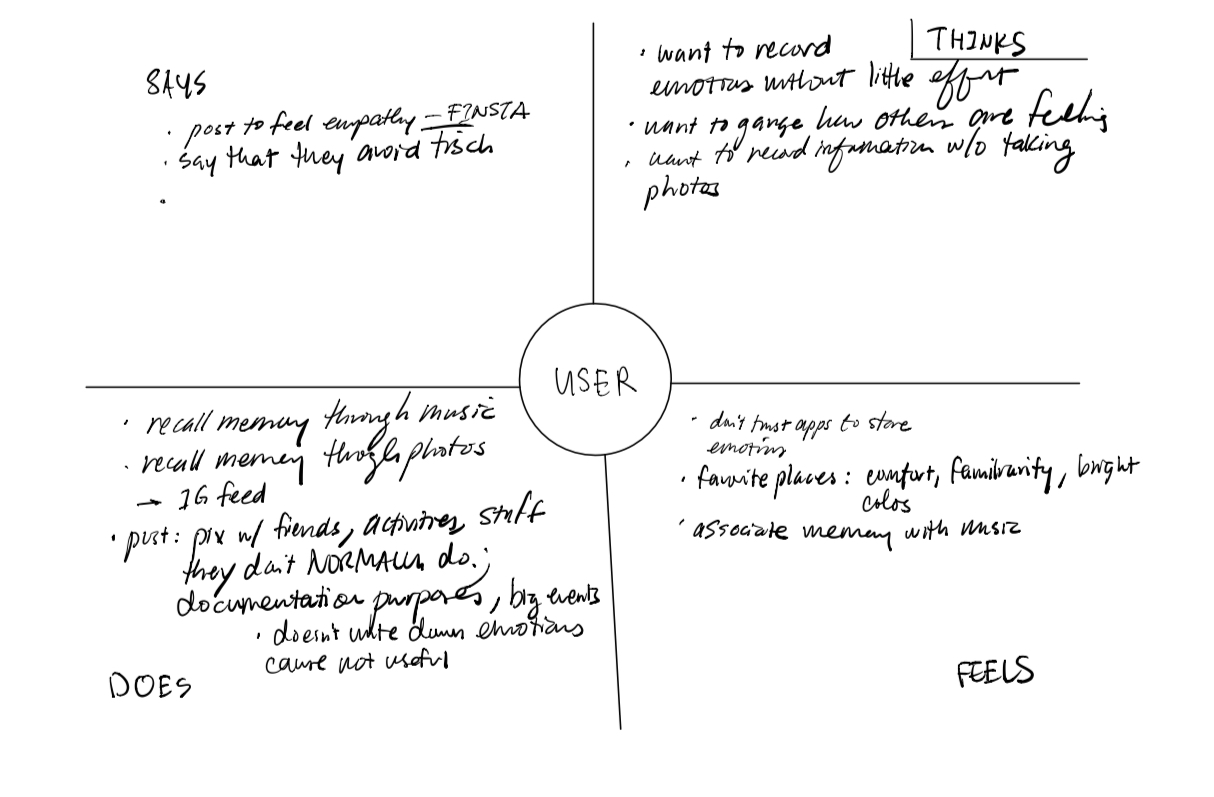 SAYS
· post to feel empathy – FINSTA
· say that they avoid Tisch
·
THINKS
· want to record
emotions without little effort
· want to gauge how others are feeling
· want to record information w/o taking
photos
USER
· recall memory through music
· recall memory through photos
→ IG feed
· post: pix w/ friends, activities, stuff
they don't NORMALLY do.;
documentation purposes, big events
· doesn't write down emotions
cause not useful
DOES
· don't trust apps to store
emotions
· favorite places: comfort, familiarity, bright
colors
· associate memory with music
FEELS